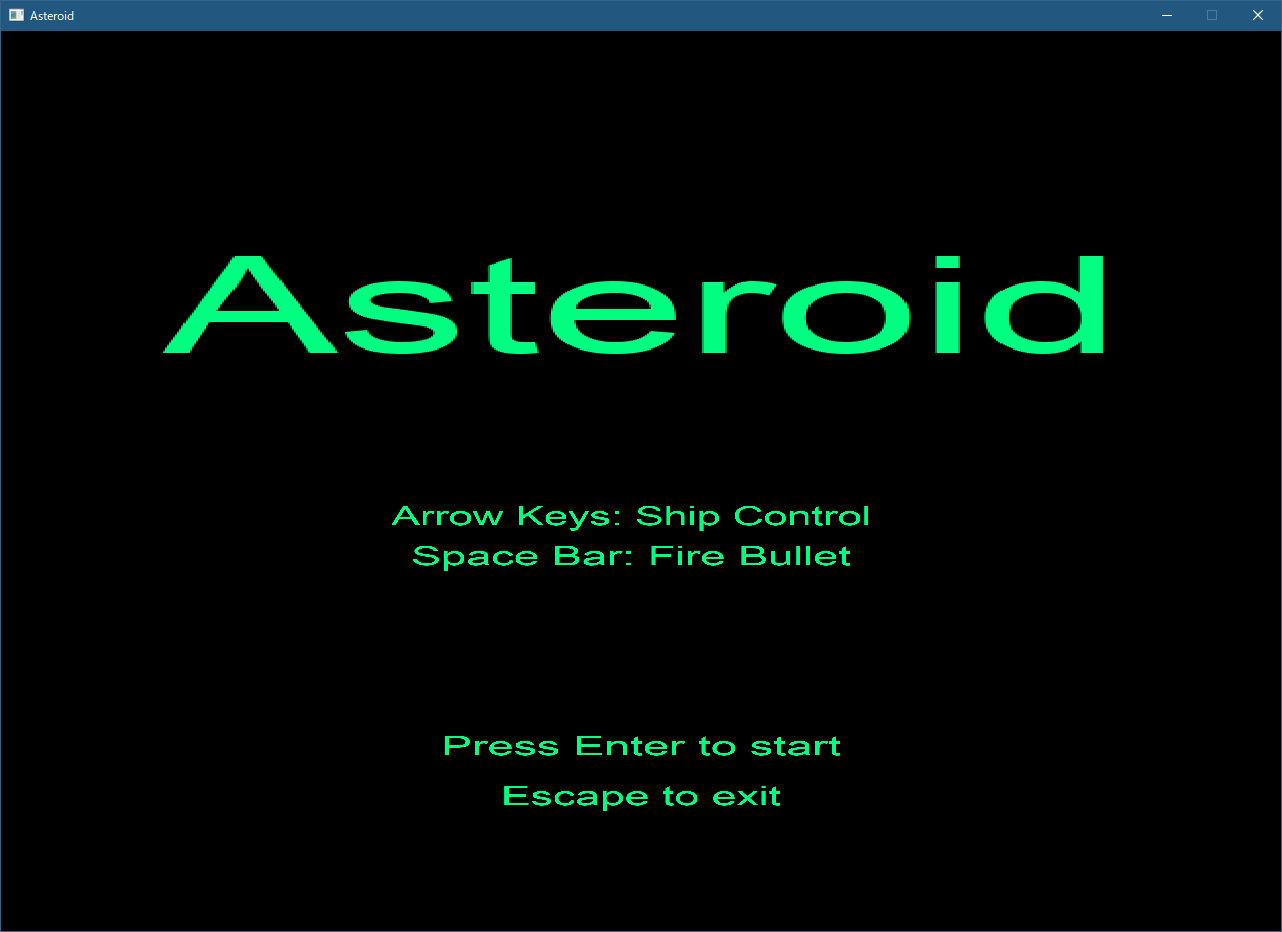 Asteroid
Asteroid
Arrow Keys: Ship Control
Space Bar: Fire Bullet
Press Enter to start
Escape to exit